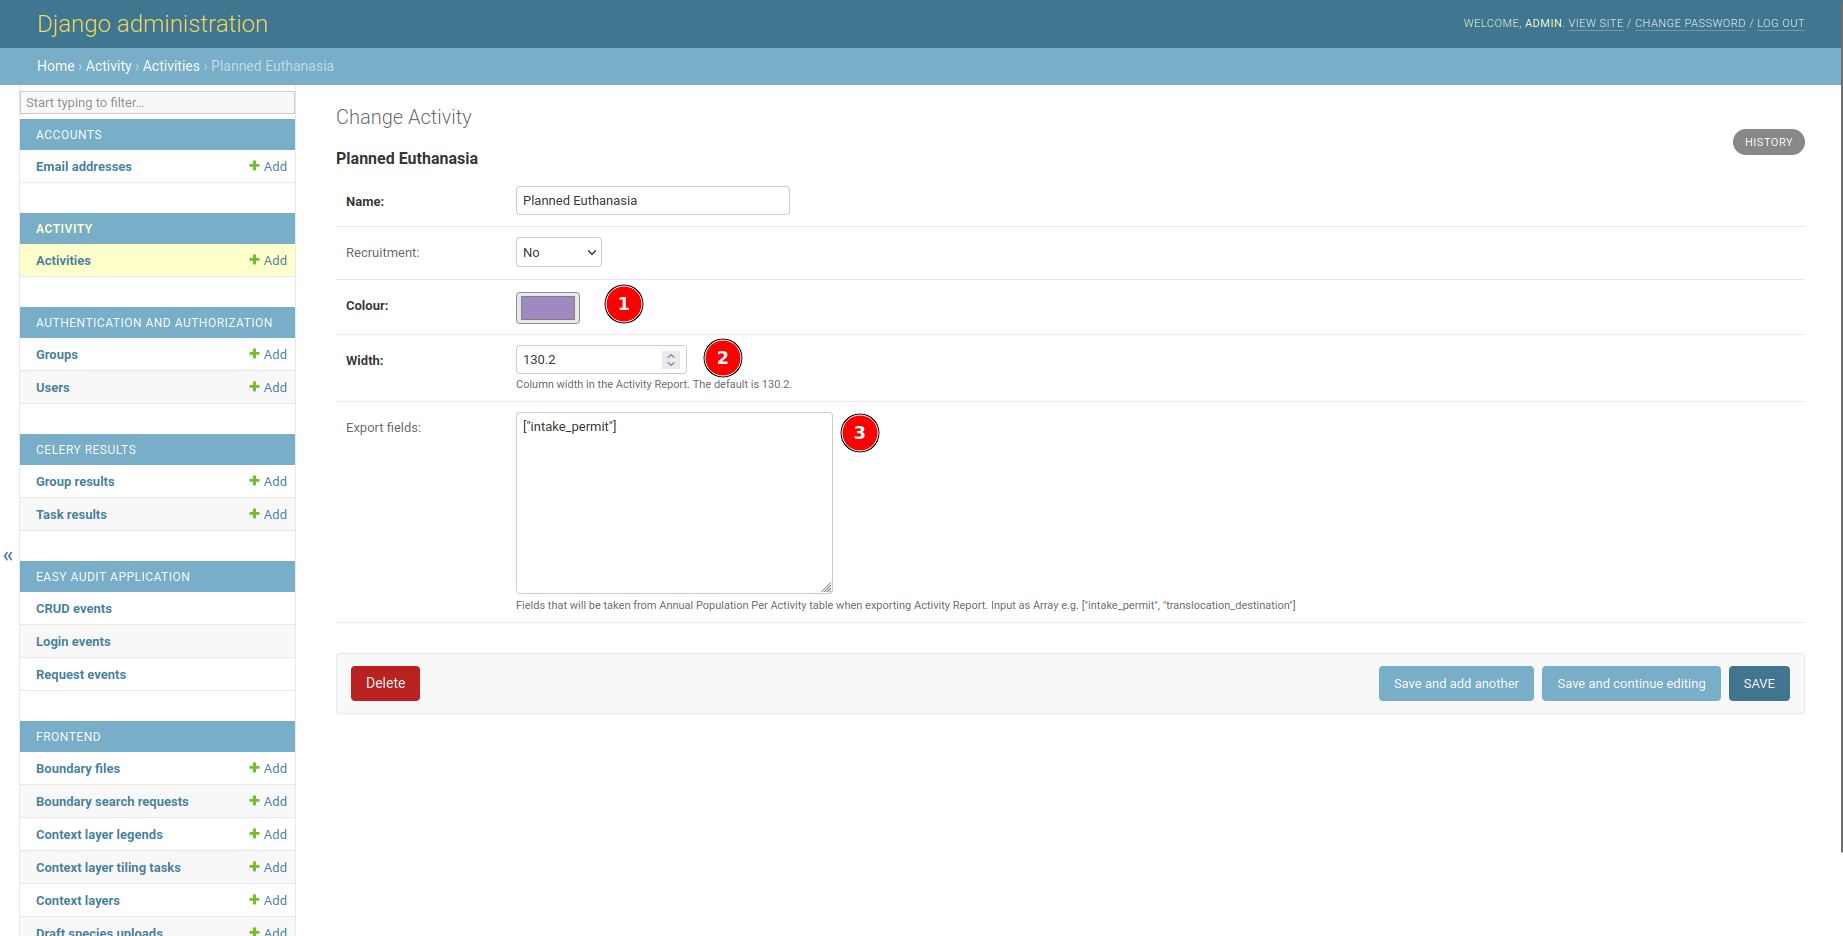 Django administration
WELCOME, ADMIN. VIEW SITE / CHANGE PASSWORD / LOG OUT
Home › Activity › Activities › Planned Euthanasia
Start typing to filter...
ACCOUNTS
Email addresses + Add
ACTIVITY
Activities + Add
AUTHENTICATION AND AUTHORIZATION
Groups + Add
Users + Add
CELERY RESULTS
Group results + Add
Task results + Add
«
EASY AUDIT APPLICATION
CRUD events
Login events
Request events
FRONTEND
Boundary files + Add
Boundary search requests + Add
Context layer legends + Add
Context layer tiling tasks + Add
Context layers + Add
Draft species uploads + Add
Change Activity
HISTORY
Planned Euthanasia
Name: Planned Euthanasia
Recruitment: No
Colour: 1
Width: 130.2 2
Column width in the Activity Report. The default is 130.2.
Export fields: ["intake_permit"] 3
Fields that will be taken from Annual Population Per Activity table when exporting Activity Report. Input as Array e.g. ["intake_permit", "translocation_destination"]
Delete
Save and add another
Save and continue editing
SAVE